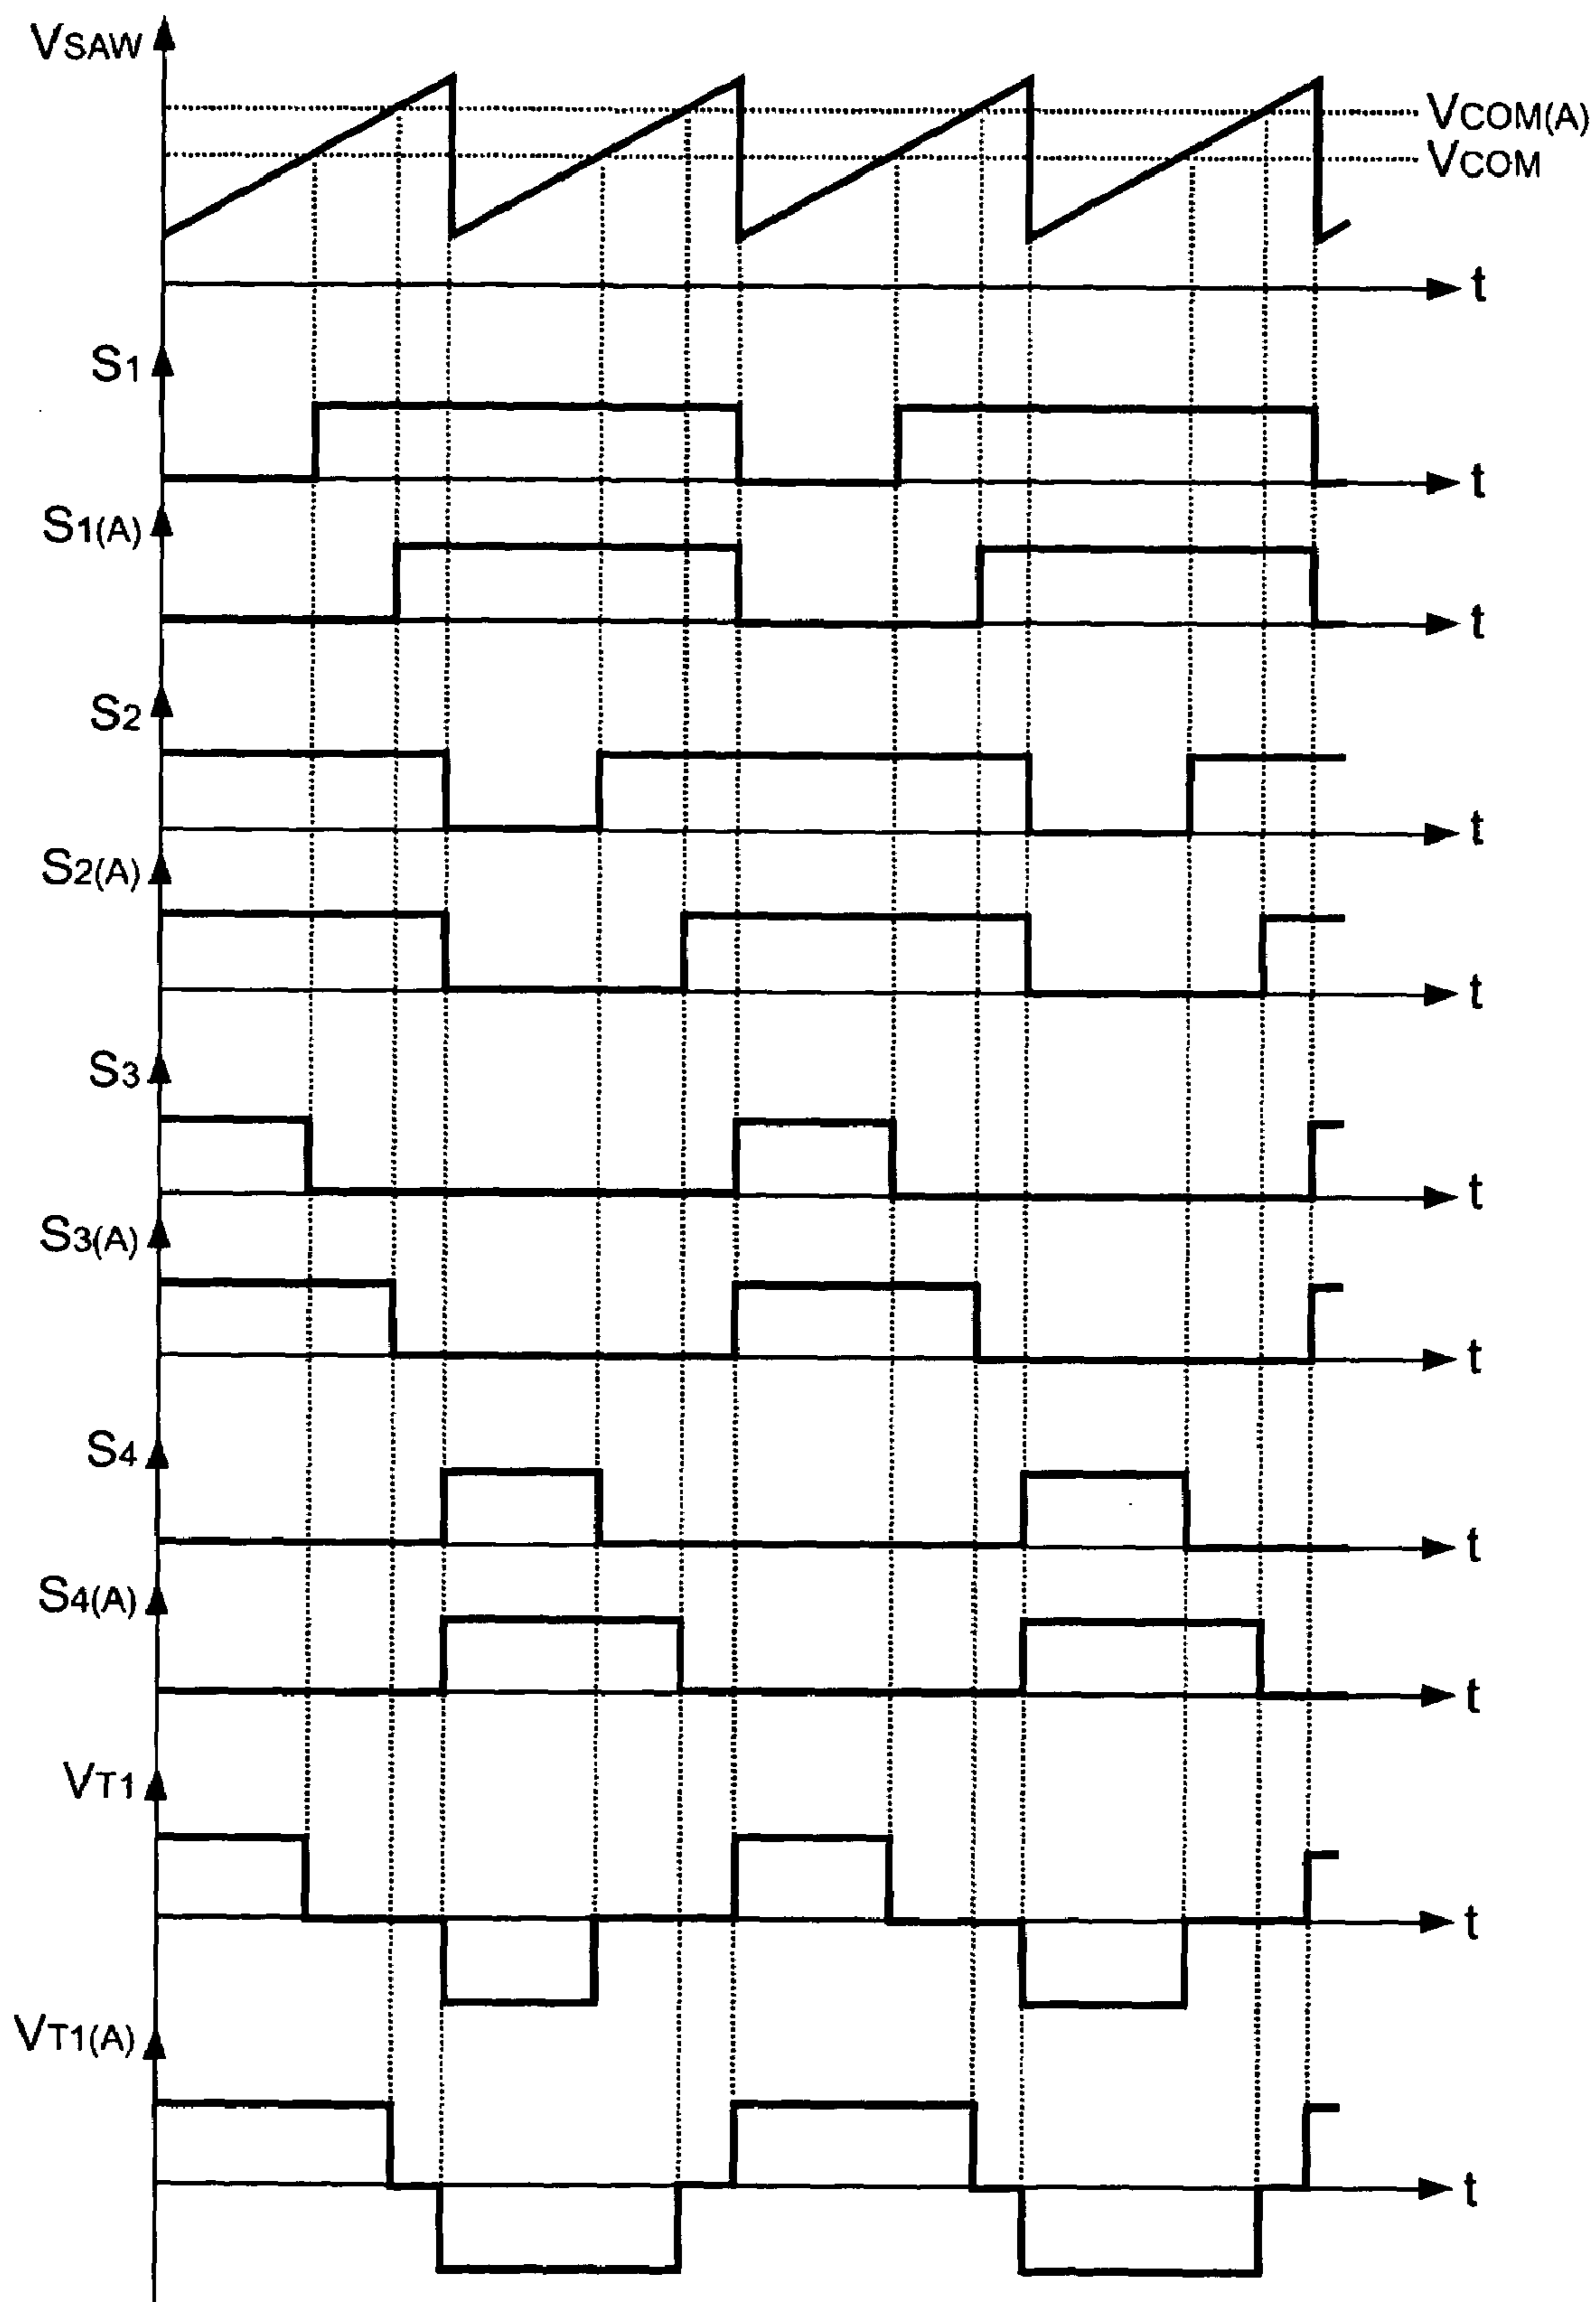 VSAW
VCOM(A)
VCOM
t
S1
t
S1(A)
t
S2
t
S2(A)
t
S3
t
S3(A)
t
S4
t
S4(A)
t
VT1
t
VT1(A)
t